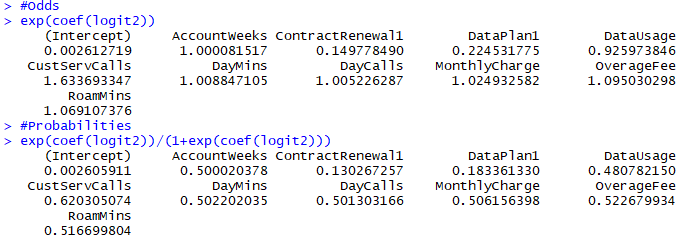 > #Odds
> exp(coef(logit2))
(Intercept) AccountWeeks ContractRenewal1 DataPlan1 DataUsage
0.002612719 1.000081517 0.149778490 0.224531775 0.925973846
CustServCalls DayMins DayCalls MonthlyCharge OverageFee
1.633693347 1.008847105 1.005226287 1.024932582 1.095030298
RoamMins
1.069107376
> #Probabilities
> exp(coef(logit2))/(1+exp(coef(logit2)))
(Intercept) AccountWeeks ContractRenewal1 DataPlan1 DataUsage
0.002605911 0.500020378 0.130267257 0.183361330 0.480782150
CustServCalls DayMins DayCalls MonthlyCharge OverageFee
0.620305074 0.502202035 0.501303166 0.506156398 0.522679934
RoamMins
0.516699804